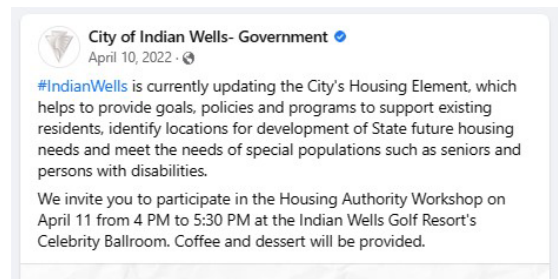 City of Indian Wells- Government
April 10, 2022 ·
#IndianWells is currently updating the City's Housing Element, which
helps to provide goals, policies and programs to support existing
residents, identify locations for development of State future housing
needs and meet the needs of special populations such as seniors and
persons with disabilities.
We invite you to participate in the Housing Authority Workshop on
April 11 from 4 PM to 5:30 PM at the Indian Wells Golf Resort's
Celebrity Ballroom. Coffee and dessert will be provided.